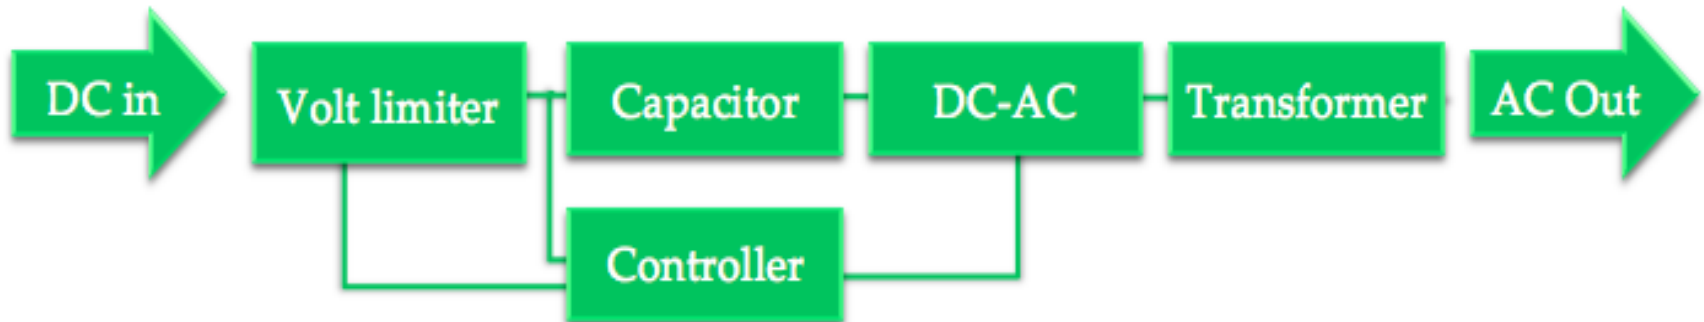 DC in
Volt limiter
Capacitor
DC-AC
Transformer
AC Out
Controller